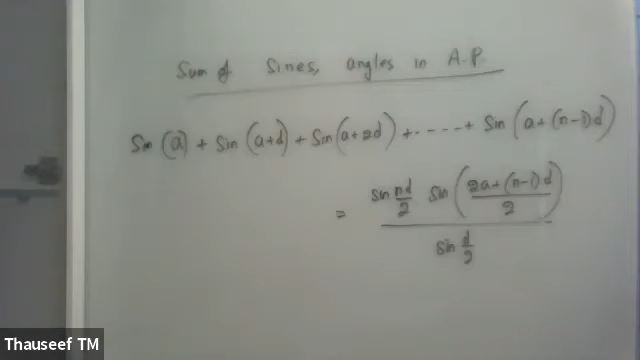 Sum of Sines, angles in A.P.
Sin (a) + Sin (a+d) + Sin (a+2d) + ----- + Sin (a+(n-1)d)
= sin nd/2 sin (2a+(n-1)d/2)
sin d/2
Thauseef TM